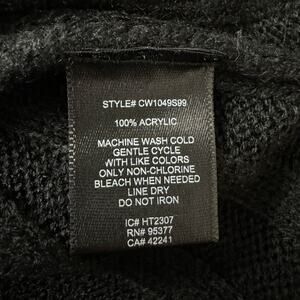 STYLE# CW1049S99
100% ACRYLIC
MACHINE WASH COLD
GENTLE CYCLE
WITH LIKE COLORS
ONLY NON-CHLORINE
BLEACH WHEN NEEDED
LINE DRY
DO NOT IRON
IC# HT2307
RN# 95377
CA# 42241